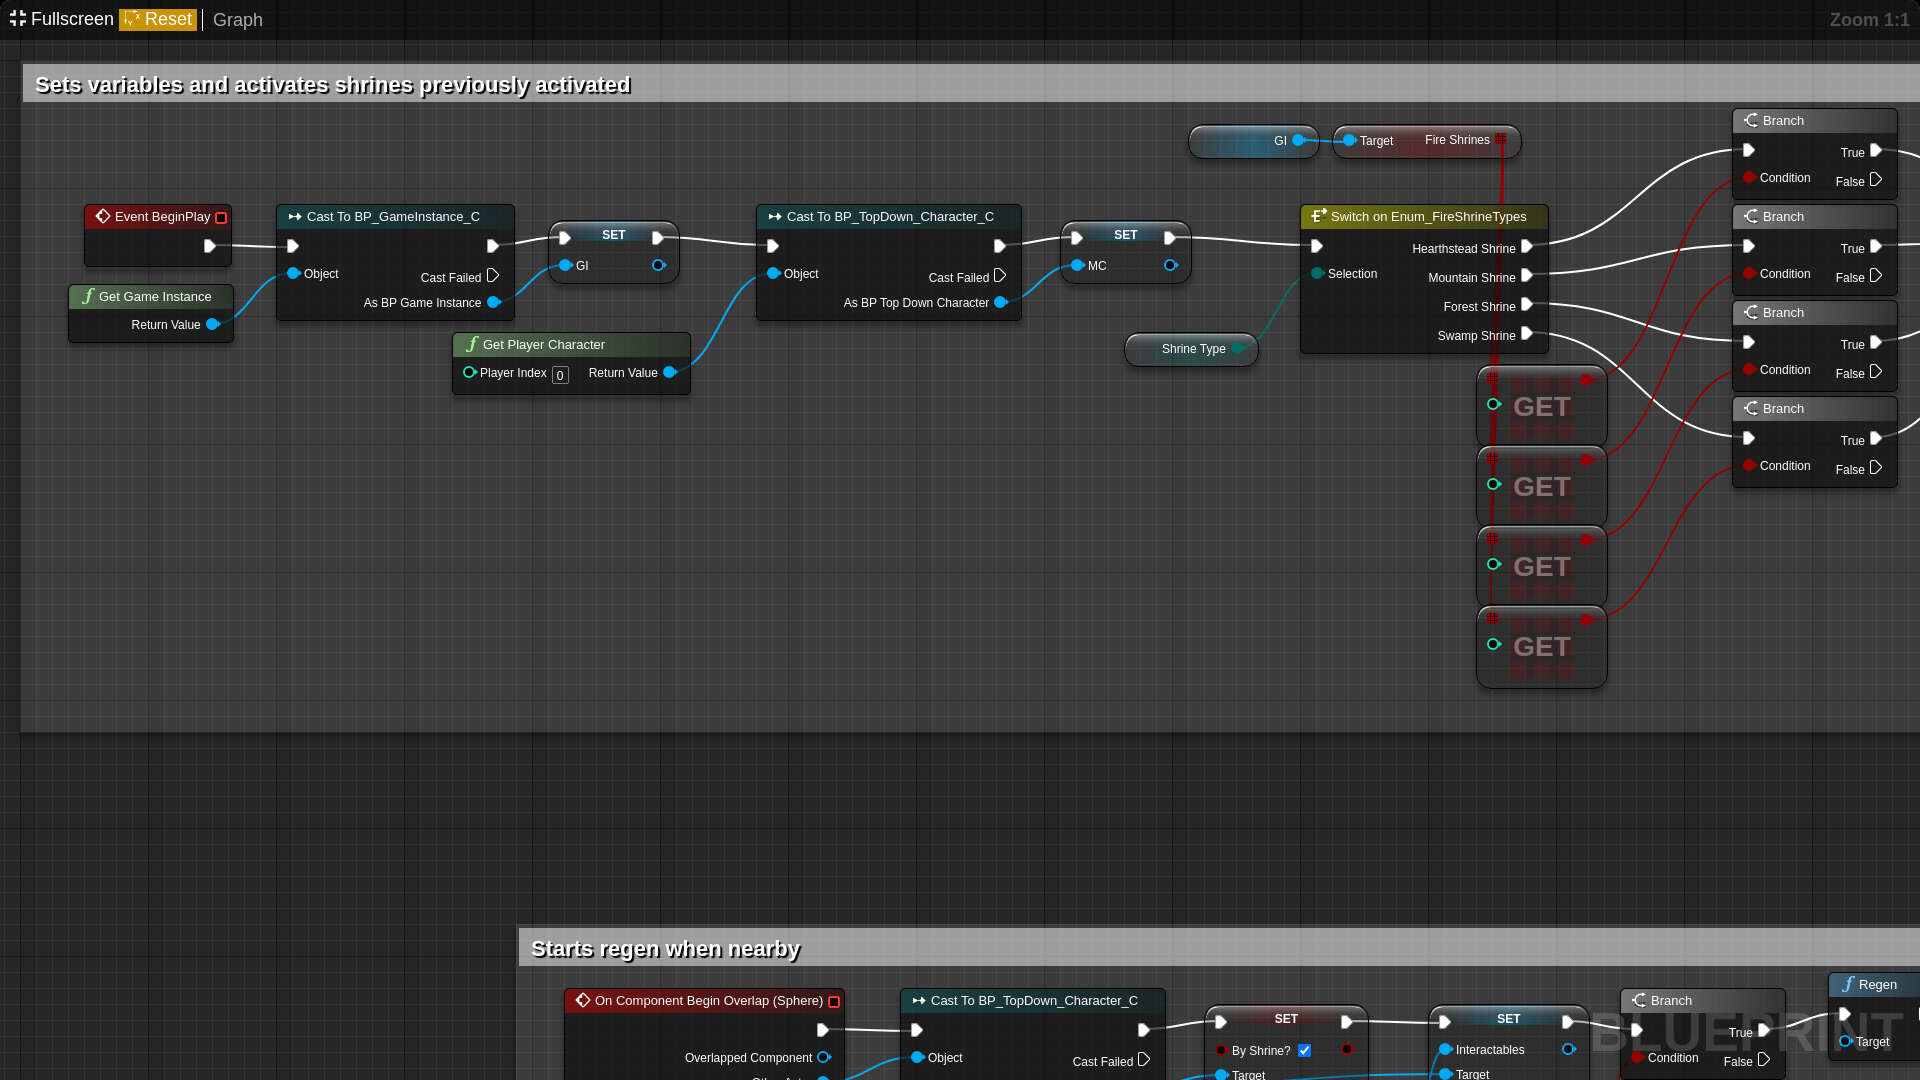 Fullscreen Reset Graph Zoom 1:1
Sets variables and activates shrines previously activated
GI Target Fire Shrines
Branch
True
Condition
False
Event BeginPlay
Cast To BP_GameInstance_C
Object
Cast Failed
As BP Game Instance
SET
GI
Get Game Instance
Return Value
Get Player Character
Player Index 0 Return Value
Cast To BP_TopDown_Character_C
Object
Cast Failed
As BP Top Down Character
SET
MC
Switch on Enum_FireShrineTypes
Hearthstead Shrine
Selection
Mountain Shrine
Forest Shrine
Swamp Shrine
Shrine Type
Branch
True
Condition
False
Branch
True
Condition
False
Branch
True
Condition
False
GET
GET
GET
GET
Starts regen when nearby
On Component Begin Overlap (Sphere)
Overlapped Component
Cast To BP_TopDown_Character_C
Object
Cast Failed
SET
By Shrine?
Target
SET
Interactables
Target
Branch
True
Condition
False
Regen
Target
BLUEPRINT